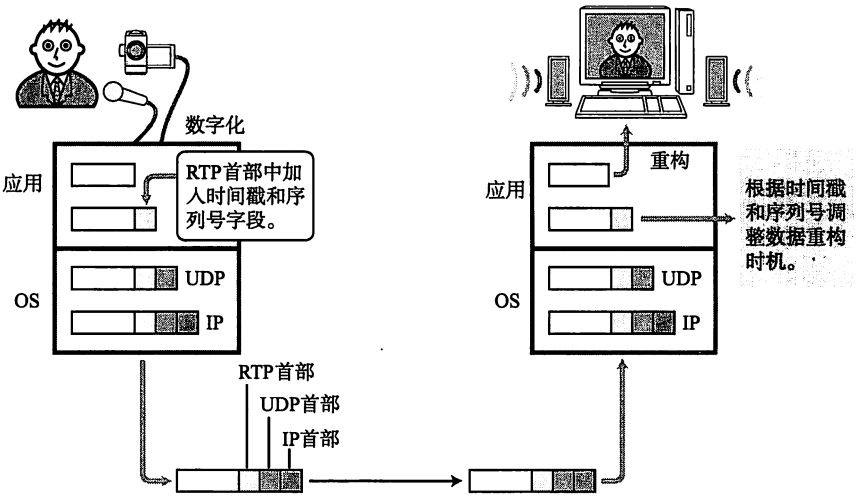 数字化
应用
RTP首部中加
入时间戳和序
列号字段。
OS
UDP
IP
RTP首部
UDP首部
IP首部
重构
应用
根据时间戳
和序列号调
整数据重构
时机。
OS
UDP
IP